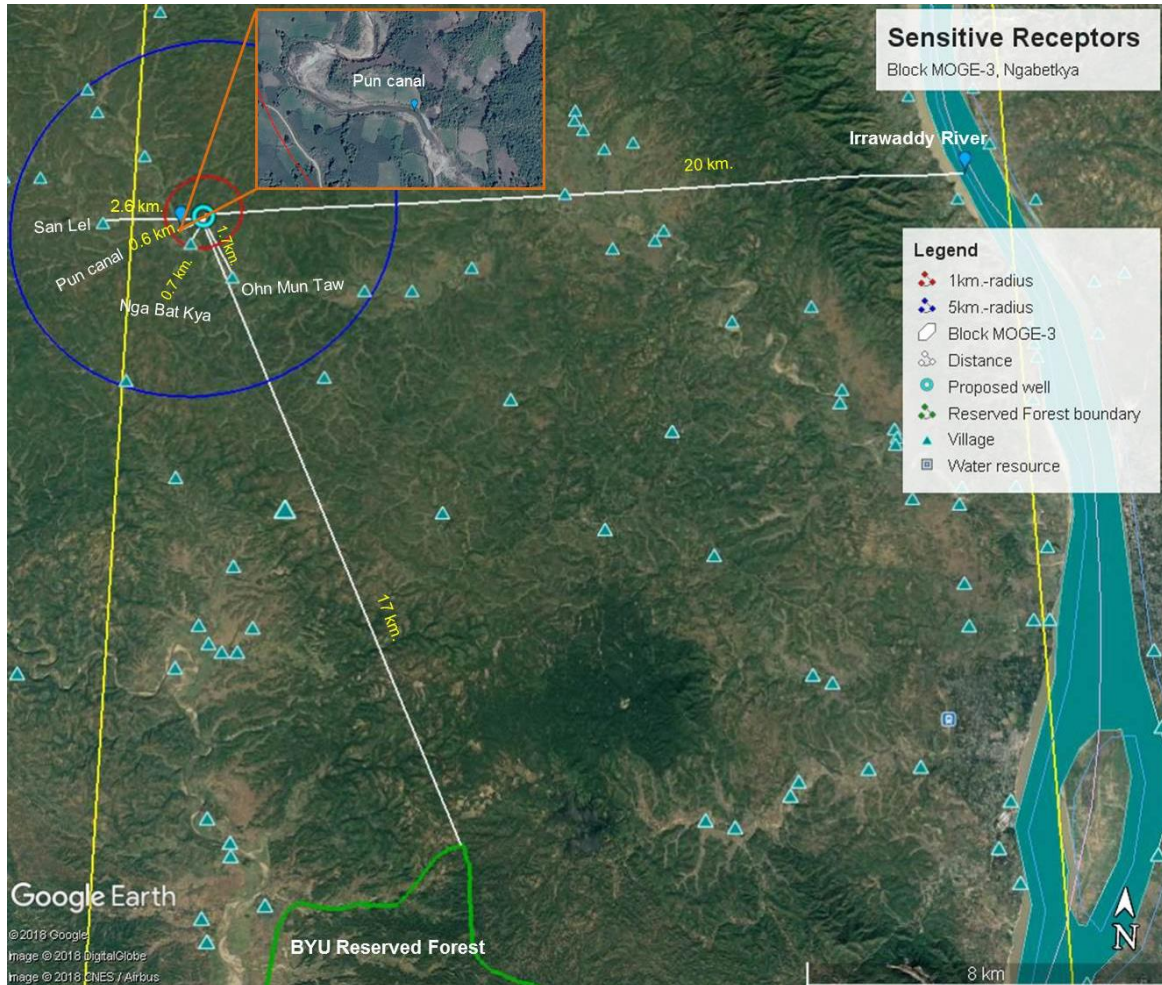 Sensitive Receptors
Block MOGE-3, Ngabetkya
Pun canal
Irrawaddy River
20 km.
2.6 km.
San Lel
0.6 km.
Pun canal
1.7km.
0.7 km.
Ohn Mun Taw
Nga Bat Kya
Legend
1km.-radius
5km.-radius
Block MOGE-3
Distance
Proposed well
Reserved Forest boundary
Village
Water resource
17 km.
BYU Reserved Forest
Google Earth
© 2018 Google
Image © 2018 DigitalGlobe
Image © 2018 CNES / Airbus
N
8 km